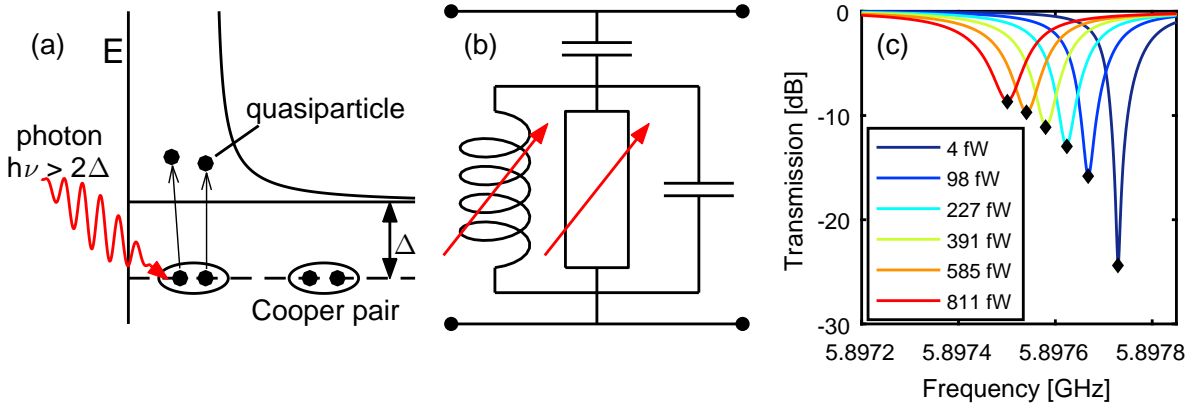 (a)
E
quasiparticle
photon
hν > 2Δ
Δ
Cooper pair
(b)
(c)
Transmission [dB]
0
-10
-20
-30
4 fW
98 fW
227 fW
391 fW
585 fW
811 fW
5.8972
5.8974
5.8976
5.8978
Frequency [GHz]